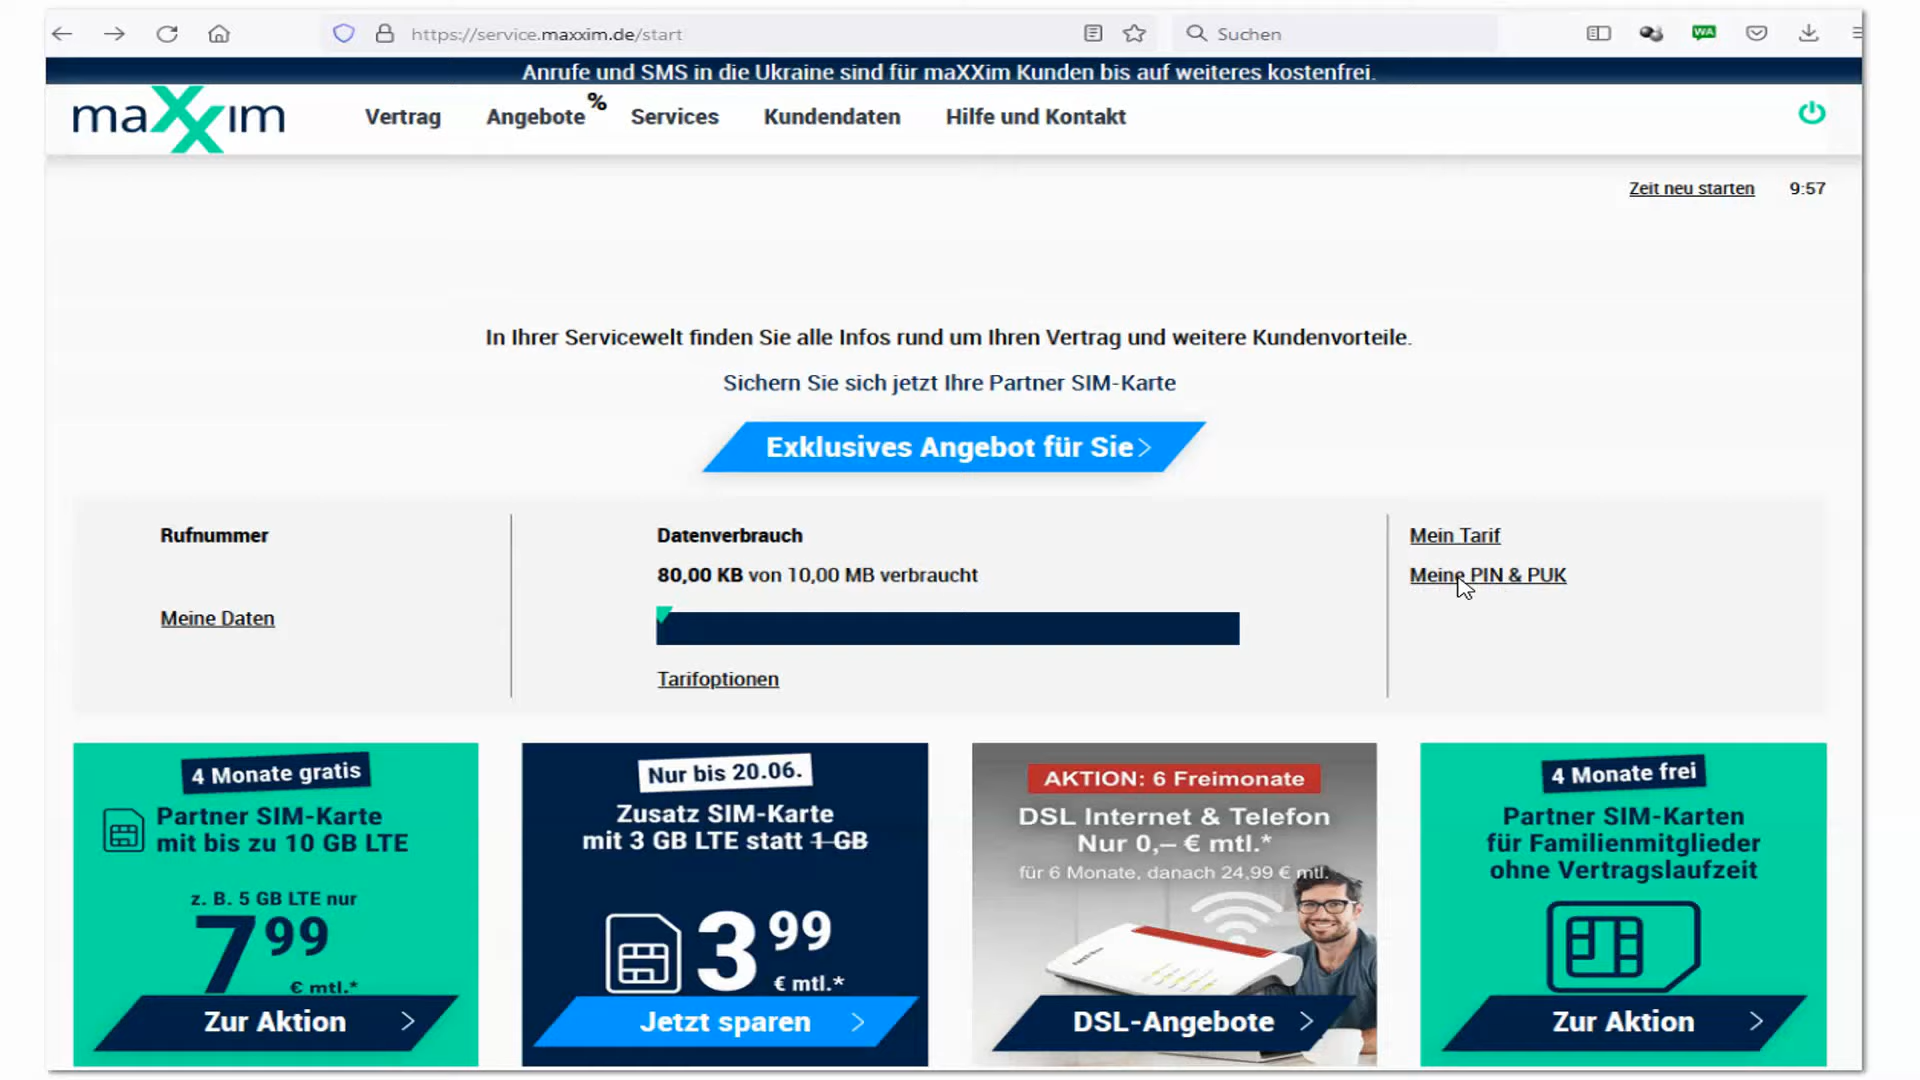 https://service.maxxim.de/start
Suchen
WA
Anrufe und SMS in die Ukraine sind für maXXim Kunden bis auf weiteres kostenfrei.
maXXim
Vertrag
Angebote %
Services
Kundendaten
Hilfe und Kontakt
Zeit neu starten
9:57
In Ihrer Servicewelt finden Sie alle Infos rund um Ihren Vertrag und weitere Kundenvorteile.
Sichern Sie sich jetzt Ihre Partner SIM-Karte
Exklusives Angebot für Sie
Rufnummer
Meine Daten
Datenverbrauch
80,00 KB von 10,00 MB verbraucht
Tarifoptionen
Mein Tarif
Meine PIN & PUK
4 Monate gratis
Partner SIM-Karte
mit bis zu 10 GB LTE
z. B. 5 GB LTE nur
7 99
€ mtl.*
Zur Aktion
Nur bis 20.06.
Zusatz SIM-Karte
mit 3 GB LTE statt 1 GB
3 99
€ mtl.*
Jetzt sparen
AKTION: 6 Freimonate
DSL Internet & Telefon
Nur 0,– € mtl.*
für 6 Monate, danach 24,99 € mtl.
DSL-Angebote
4 Monate frei
Partner SIM-Karten
für Familienmitglieder
ohne Vertragslaufzeit
Zur Aktion